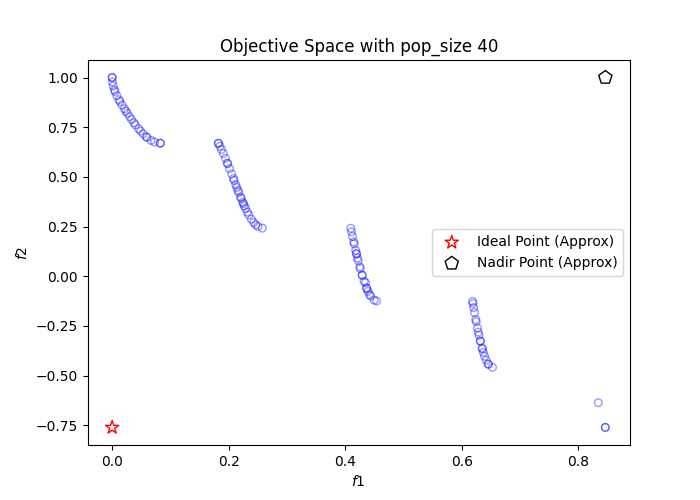 Objective Space with pop_size 40
1.00
0.75
0.50
0.25
0.00
−0.25
−0.50
−0.75
f2
Ideal Point (Approx)
Nadir Point (Approx)
0.0 0.2 0.4 0.6 0.8
f1